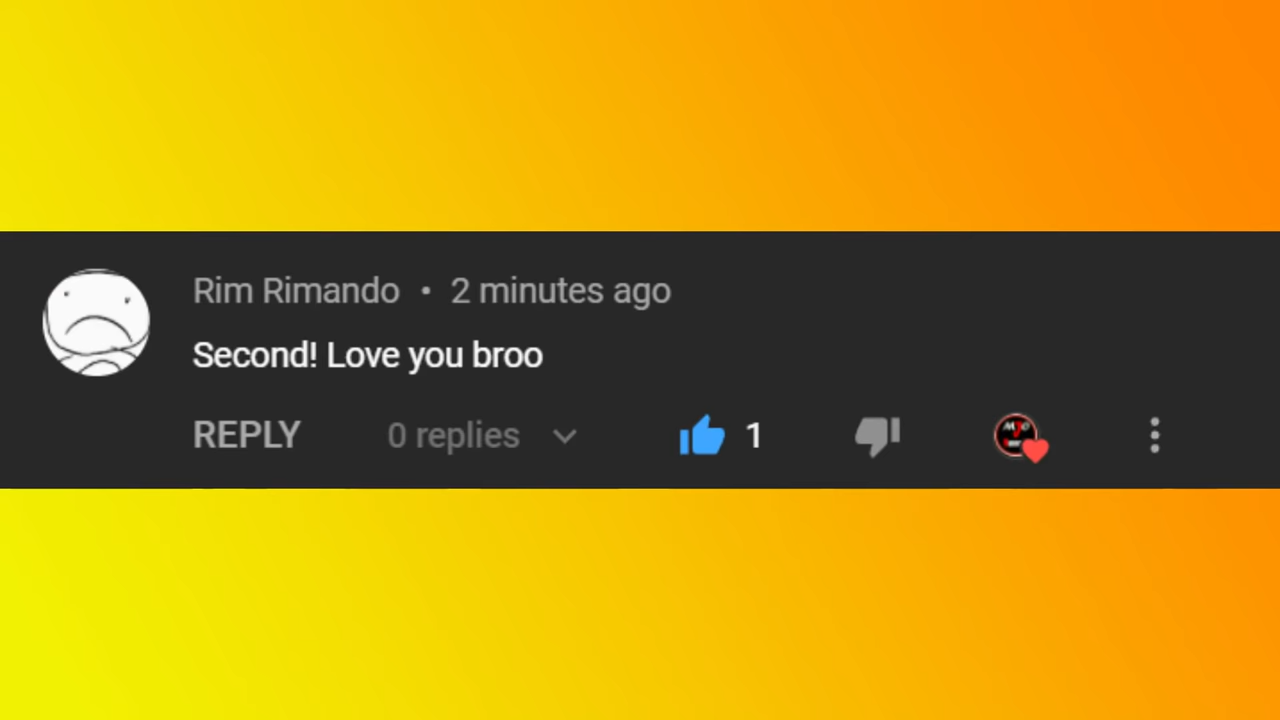 Rim Rimando • 2 minutes ago
Second! Love you broo
REPLY 0 replies 1